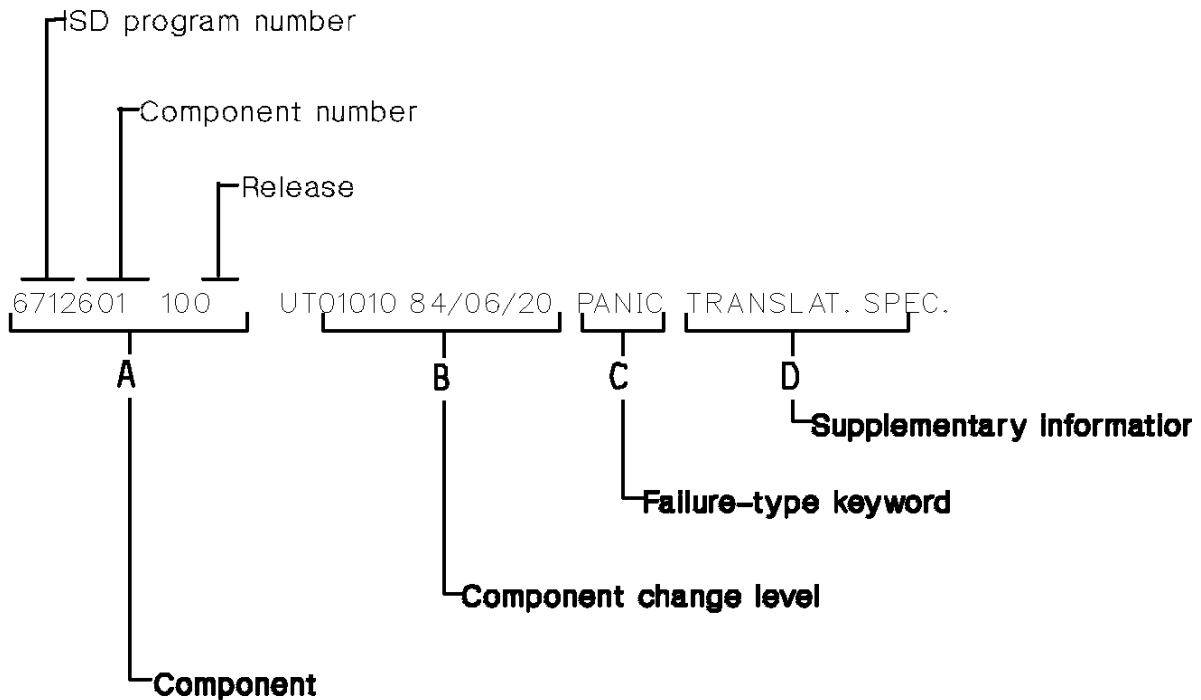 ISD program number
Component number
Release
6712601 100 UT01010 84/06/20 PANIC TRANSLAT. SPEC.
A B C D
Supplementary information
Failure-type keyword
Component change level
Component